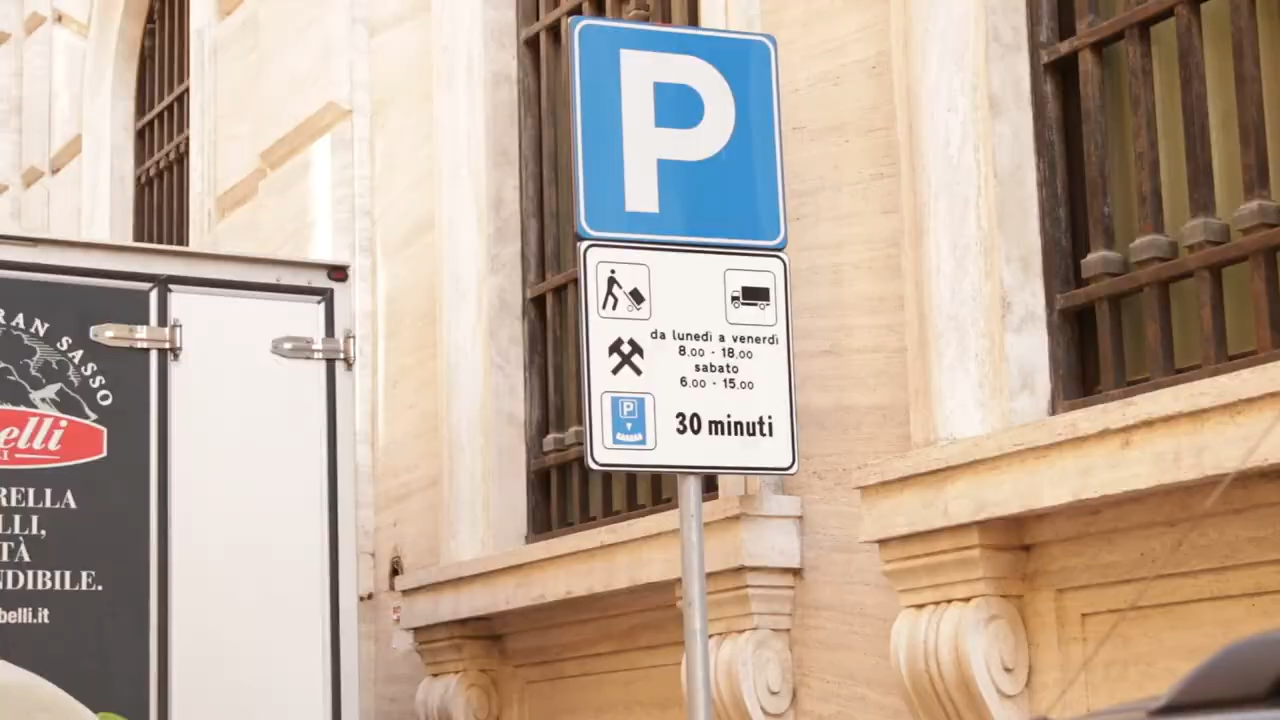 P
da lunedì a venerdì
8.00 - 18.00
sabato
6.00 - 15.00
P
30 minuti
RAN SASSO
elli
LI
RELLA
LLI,
TÀ
NDIBILE.
belli.it